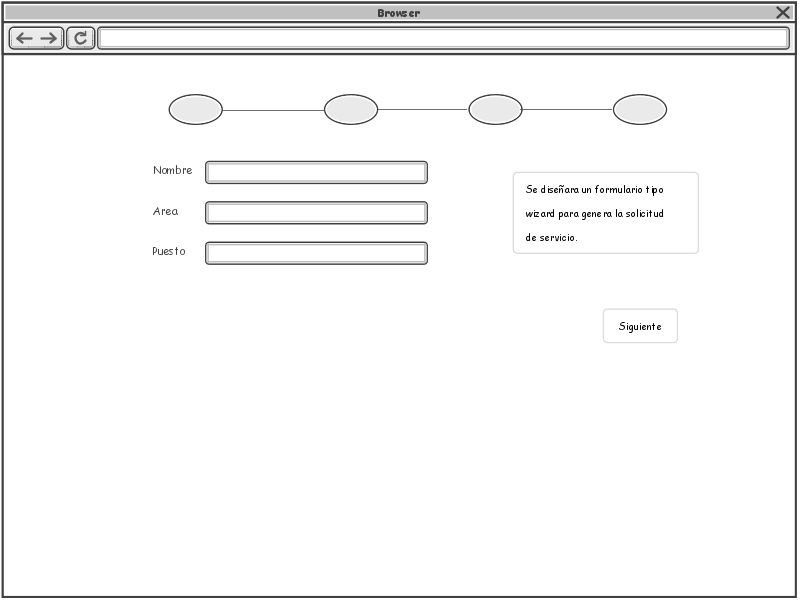 Browser
Nombre
Area
Puesto
Se diseñara un formulario tipo
wizard para genera la solicitud
de servicio.
Siguiente